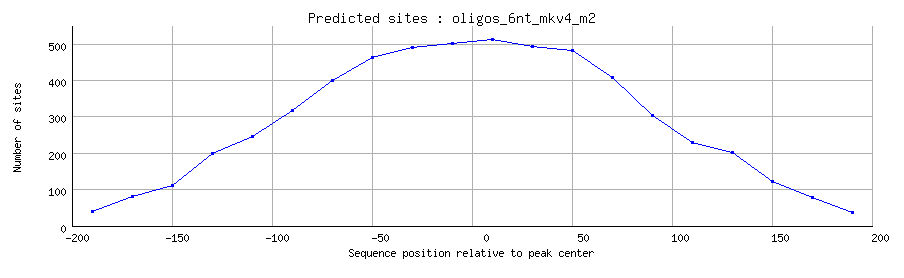 Predicted sites : oligos_6nt_mkv4_m2
500
400
300
200
100
0
Number of sites
-200 -150 -100 -50 0 50 100 150 200
Sequence position relative to peak center